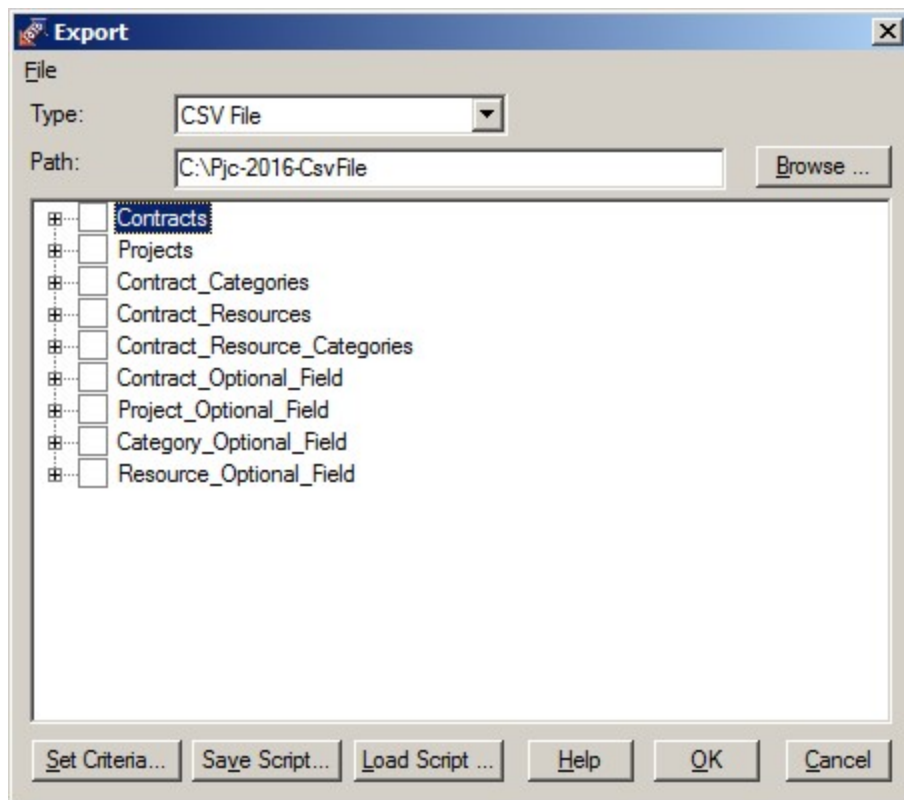 Export
File
Type: CSV File
Path: C:\Pjc-2016-CsvFile Browse ...
Contracts
Projects
Contract_Categories
Contract_Resources
Contract_Resource_Categories
Contract_Optional_Field
Project_Optional_Field
Category_Optional_Field
Resource_Optional_Field
Set Criteria... Save Script... Load Script ... Help OK Cancel